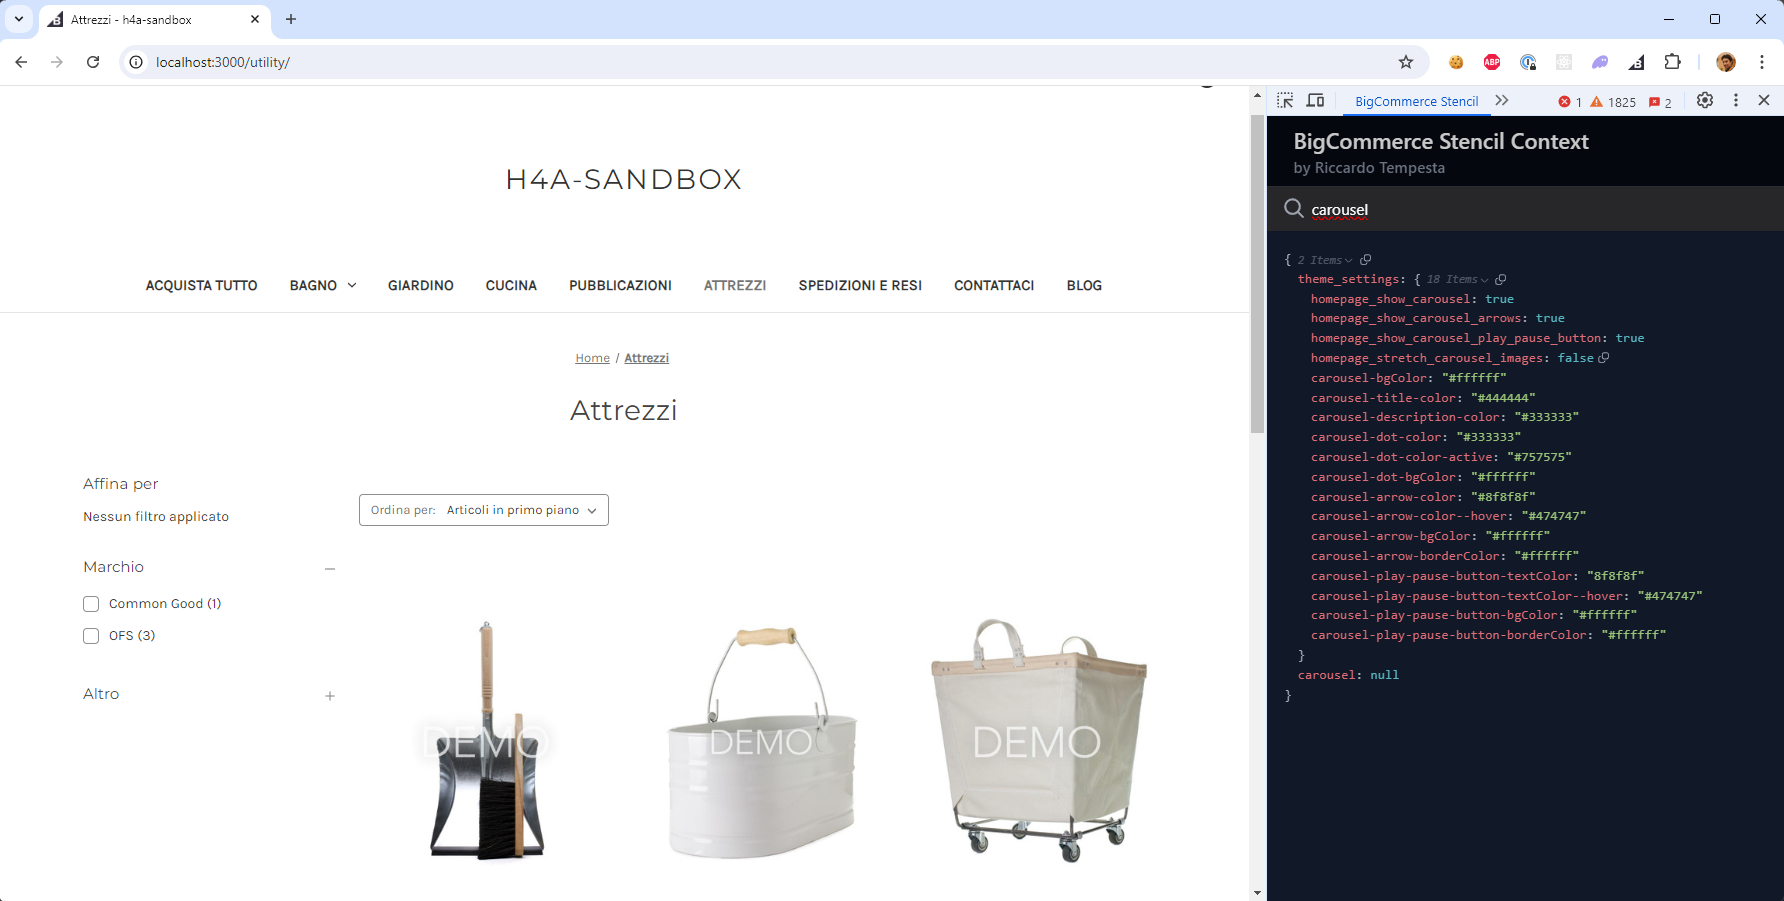 Attrezzi - h4a-sandbox
localhost:3000/utility/
ABP
BigCommerce Stencil
1
1825
2
H4A-SANDBOX
ACQUISTA TUTTO BAGNO GIARDINO CUCINA PUBBLICAZIONI ATTREZZI SPEDIZIONI E RESI CONTATTACI BLOG
Home / Attrezzi
Attrezzi
Affina per
Nessun filtro applicato
Ordina per: Articoli in primo piano
Marchio
Common Good (1)
OFS (3)
Altro
DEMO
DEMO
DEMO
BigCommerce Stencil Context
by Riccardo Tempesta
carousel
{ 2 Items
theme_settings: { 18 Items
homepage_show_carousel: true
homepage_show_carousel_arrows: true
homepage_show_carousel_play_pause_button: true
homepage_stretch_carousel_images: false
carousel-bgColor: "#ffffff"
carousel-title-color: "#444444"
carousel-description-color: "#333333"
carousel-dot-color: "#333333"
carousel-dot-color-active: "#757575"
carousel-dot-bgColor: "#ffffff"
carousel-arrow-color: "#8f8f8f"
carousel-arrow-color--hover: "#474747"
carousel-arrow-bgColor: "#ffffff"
carousel-arrow-borderColor: "#ffffff"
carousel-play-pause-button-textColor: "8f8f8f"
carousel-play-pause-button-textColor--hover: "#474747"
carousel-play-pause-button-bgColor: "#ffffff"
carousel-play-pause-button-borderColor: "#ffffff"
}
carousel: null
}